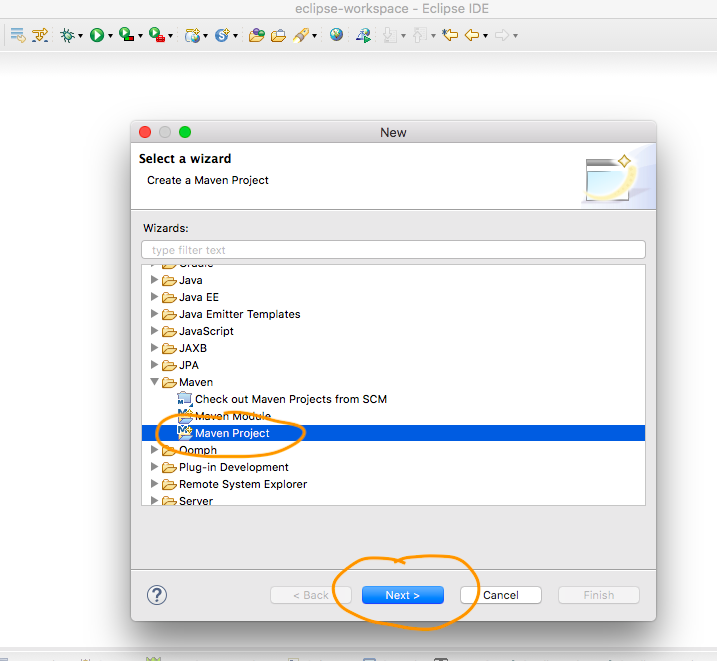 eclipse-workspace - Eclipse IDE
New
Select a wizard
Create a Maven Project
Wizards:
type filter text
Java
Java EE
Java Emitter Templates
JavaScript
JAXB
JPA
Maven
Check out Maven Projects from SCM
Maven Module
Maven Project
Oomph
Plug-in Development
Remote System Explorer
Server
?
< Back
Next >
Cancel
Finish